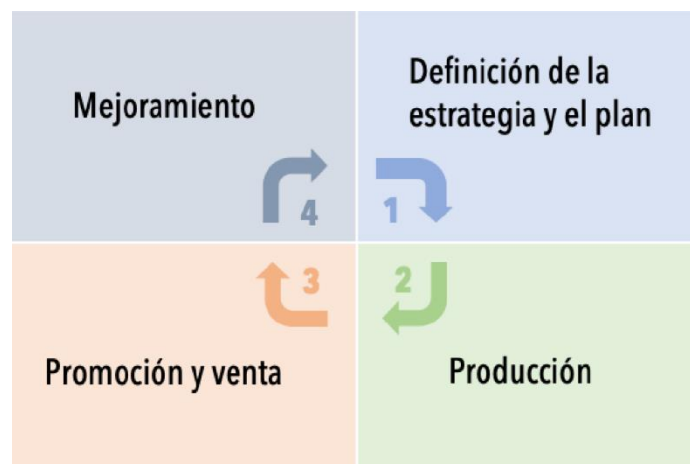 Mejoramiento
Definición de la
estrategia y el plan
4
1
3
2
Promoción y venta
Producción